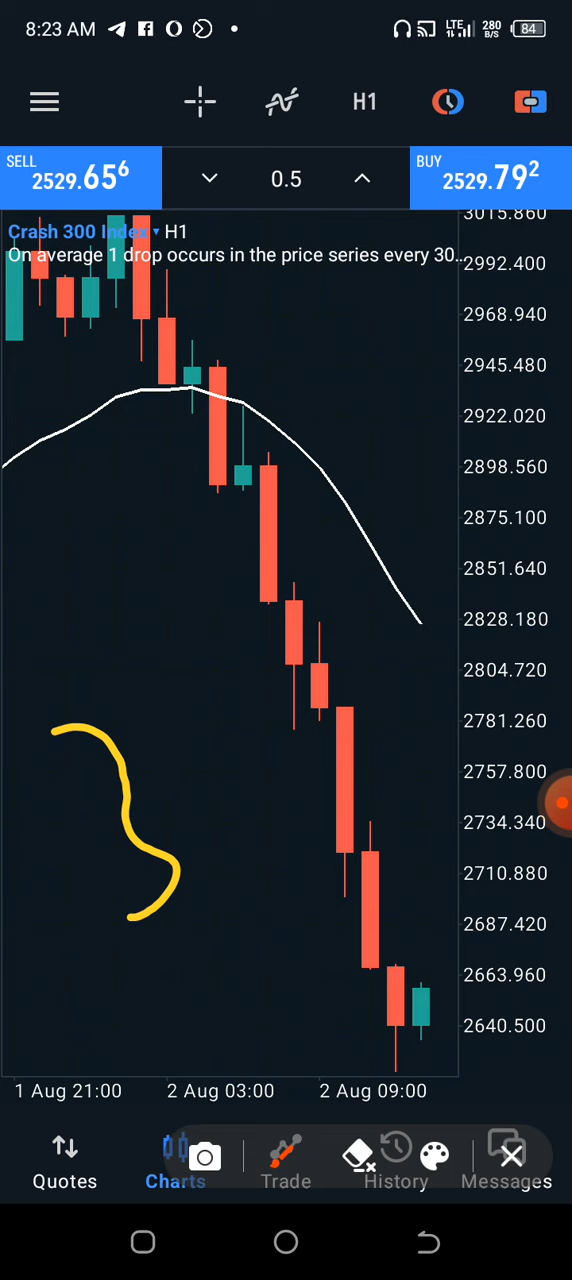 8:23 AM LTE 280 B/S 84
H1
SELL 2529.65⁶ 0.5 BUY 2529.79²
Crash 300 Index ▾ H1
On average 1 drop occurs in the price series every 30...
3015.860
2992.400
2968.940
2945.480
2922.020
2898.560
2875.100
2851.640
2828.180
2804.720
2781.260
2757.800
2734.340
2710.880
2687.420
2663.960
2640.500
1 Aug 21:00 2 Aug 03:00 2 Aug 09:00
Quotes Charts Trade History Messages